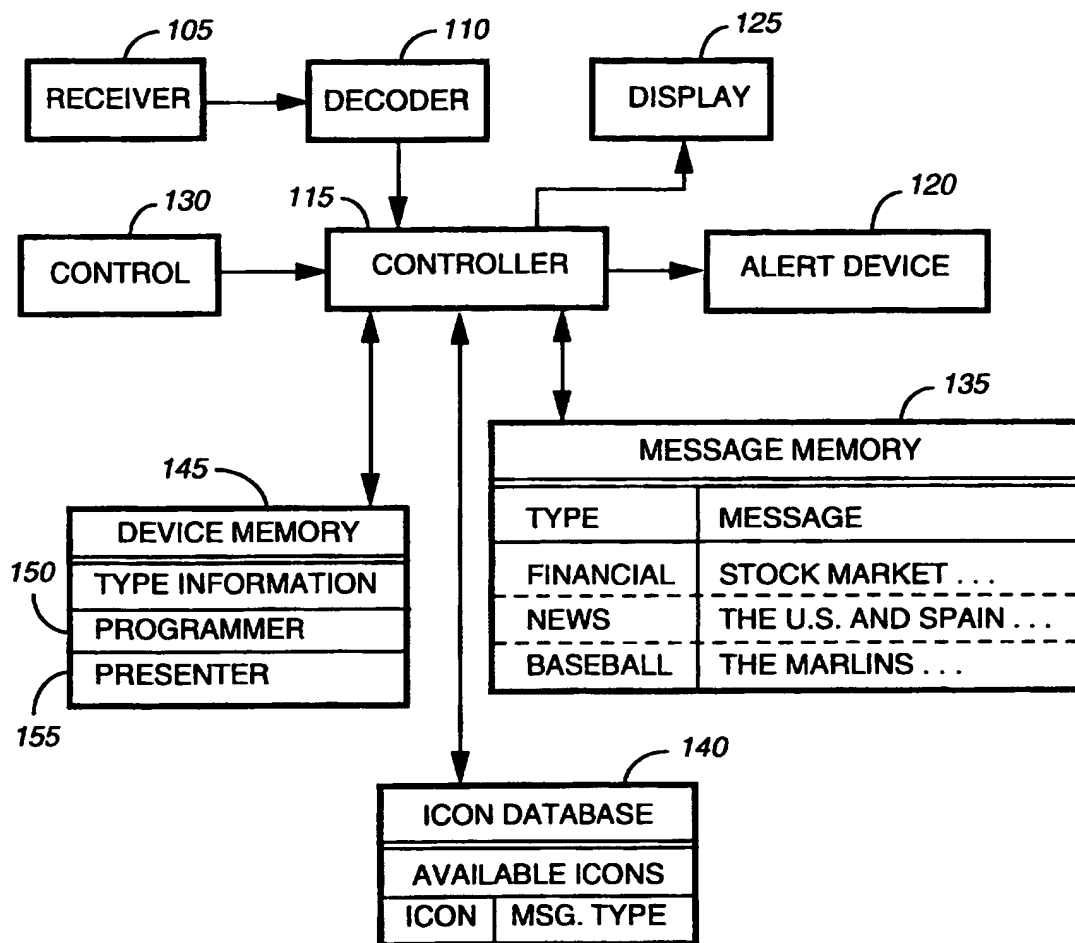 105
110
125
RECEIVER
DECODER
DISPLAY
130
115
120
CONTROL
CONTROLLER
ALERT DEVICE
135
MESSAGE MEMORY
TYPE MESSAGE
FINANCIAL STOCK MARKET . . .
NEWS THE U.S. AND SPAIN . . .
BASEBALL THE MARLINS . . .
145
DEVICE MEMORY
TYPE INFORMATION
150
PROGRAMMER
PRESENTER
155
140
ICON DATABASE
AVAILABLE ICONS
ICON MSG. TYPE